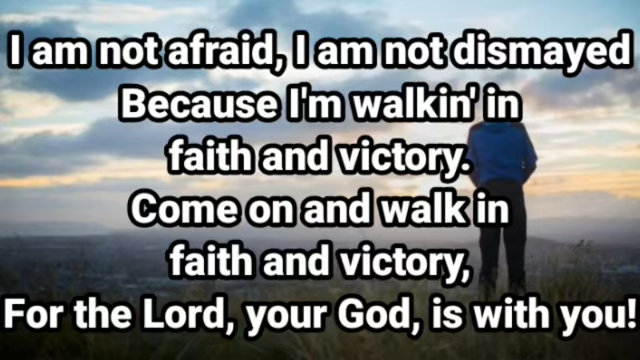 I am not afraid, I am not dismayed
Because I'm walkin' in
faith and victory.
Come on and walk in
faith and victory,
For the Lord, your God, is with you!